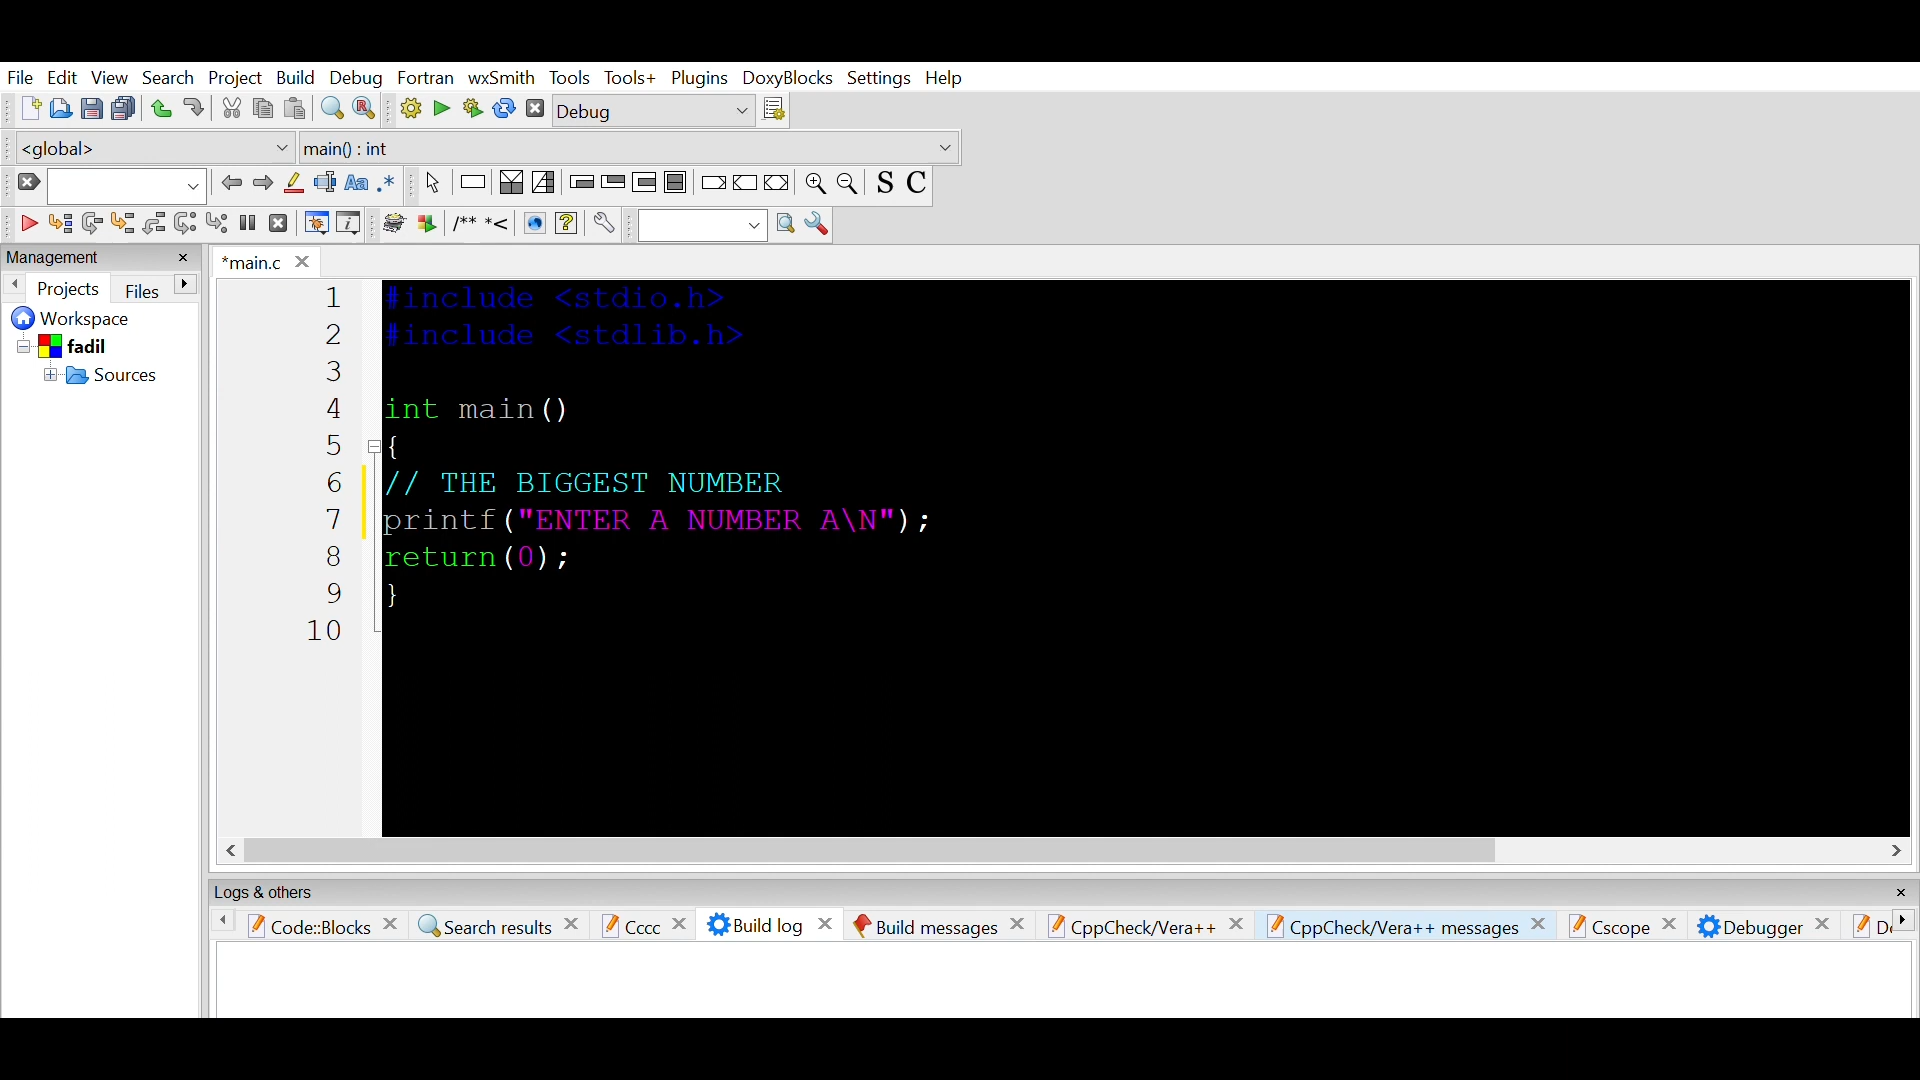 File Edit View Search Project Build Debug Fortran wxSmith Tools Tools+ Plugins DoxyBlocks Settings Help
Debug
<global> main() : int
Aa .* S C
/** *<
Management
*main.c
Projects Files
Workspace
fadil
Sources
1 #include <stdio.h>
2 #include <stdlib.h>
3
4 int main()
5 {
6 // THE BIGGEST NUMBER
7 printf("ENTER A NUMBER A\N");
8 return(0);
9 }
10
Logs & others
Code::Blocks Search results Cccc Build log Build messages CppCheck/Vera++ CppCheck/Vera++ messages Cscope Debugger